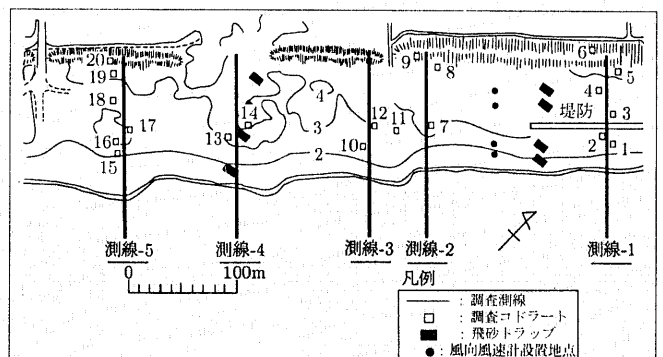 20
19
18
17
16
15
14
13
4
3
2
12
10
11
9
8
7
6
5
4
堤防
3
2
1
測線-5
測線-4
測線-3
測線-2
測線-1
0 100m
凡例
: 調査測線
: 調査コドラート
: 飛砂トラップ
: 風向風速計設置地点